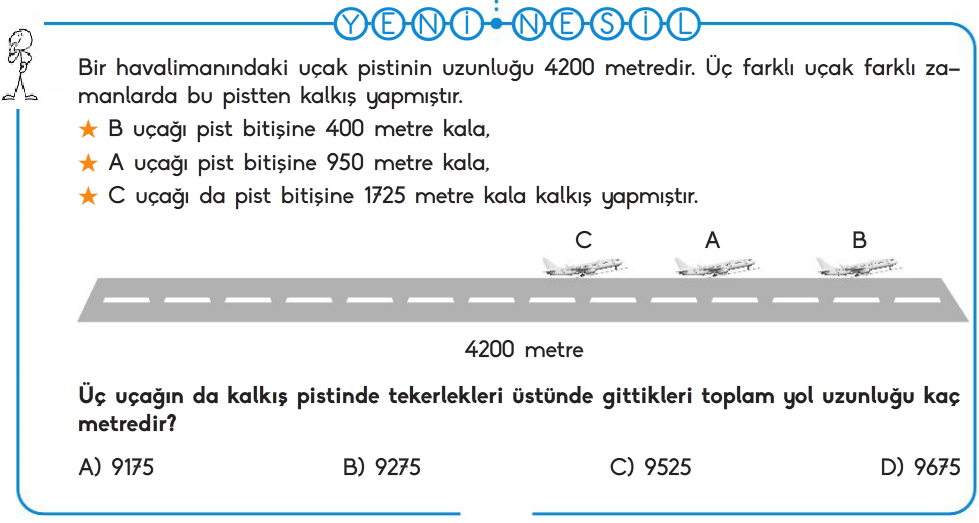 YENİ NESİL
Bir havalimanındaki uçak pistinin uzunluğu 4200 metredir. Üç farklı uçak farklı za-
manlarda bu pistten kalkış yapmıştır.
★ B uçağı pist bitişine 400 metre kala,
★ A uçağı pist bitişine 950 metre kala,
★ C uçağı da pist bitişine 1725 metre kala kalkış yapmıştır.
C A B
4200 metre
Üç uçağın da kalkış pistinde tekerlekleri üstünde gittikleri toplam yol uzunluğu kaç
metredir?
A) 9175 B) 9275 C) 9525 D) 9675